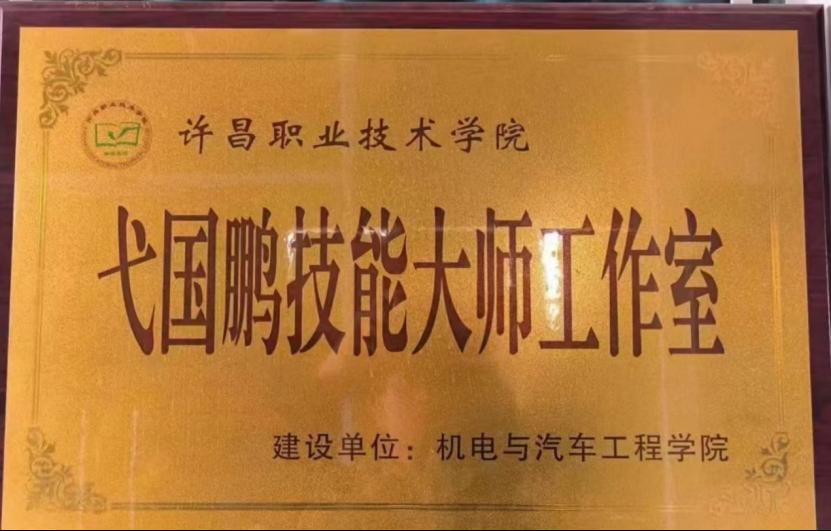 许昌职业技术学院
弋国鹏技能大师工作室
建设单位：机电与汽车工程学院